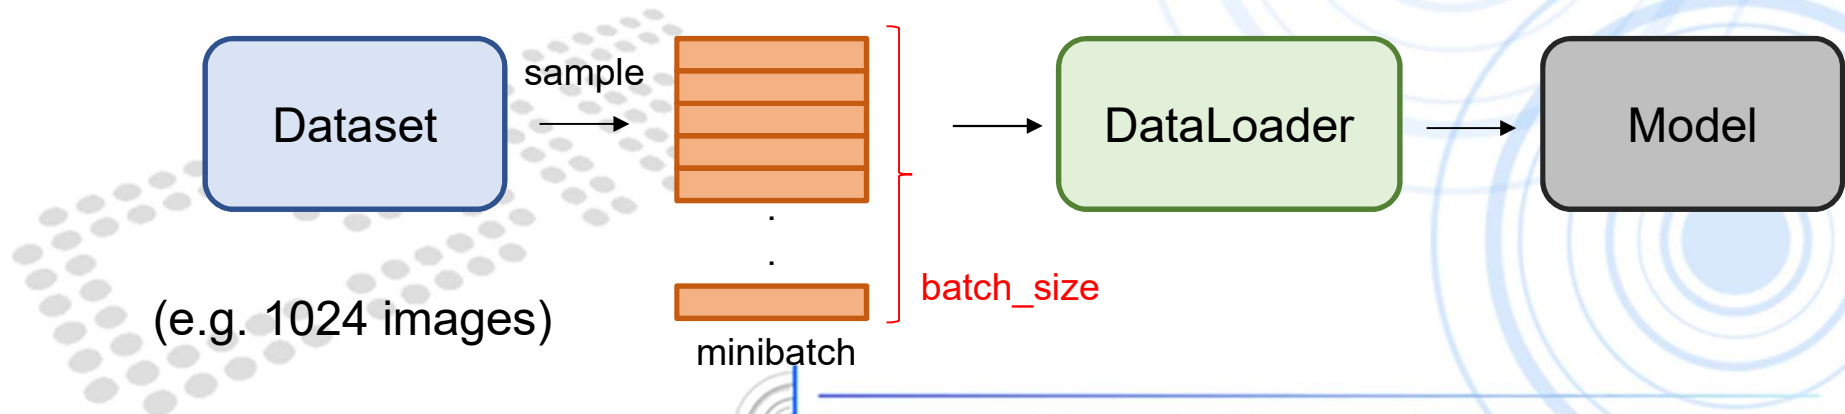 Dataset
(e.g. 1024 images)
sample
.
.
minibatch
batch_size
DataLoader
Model